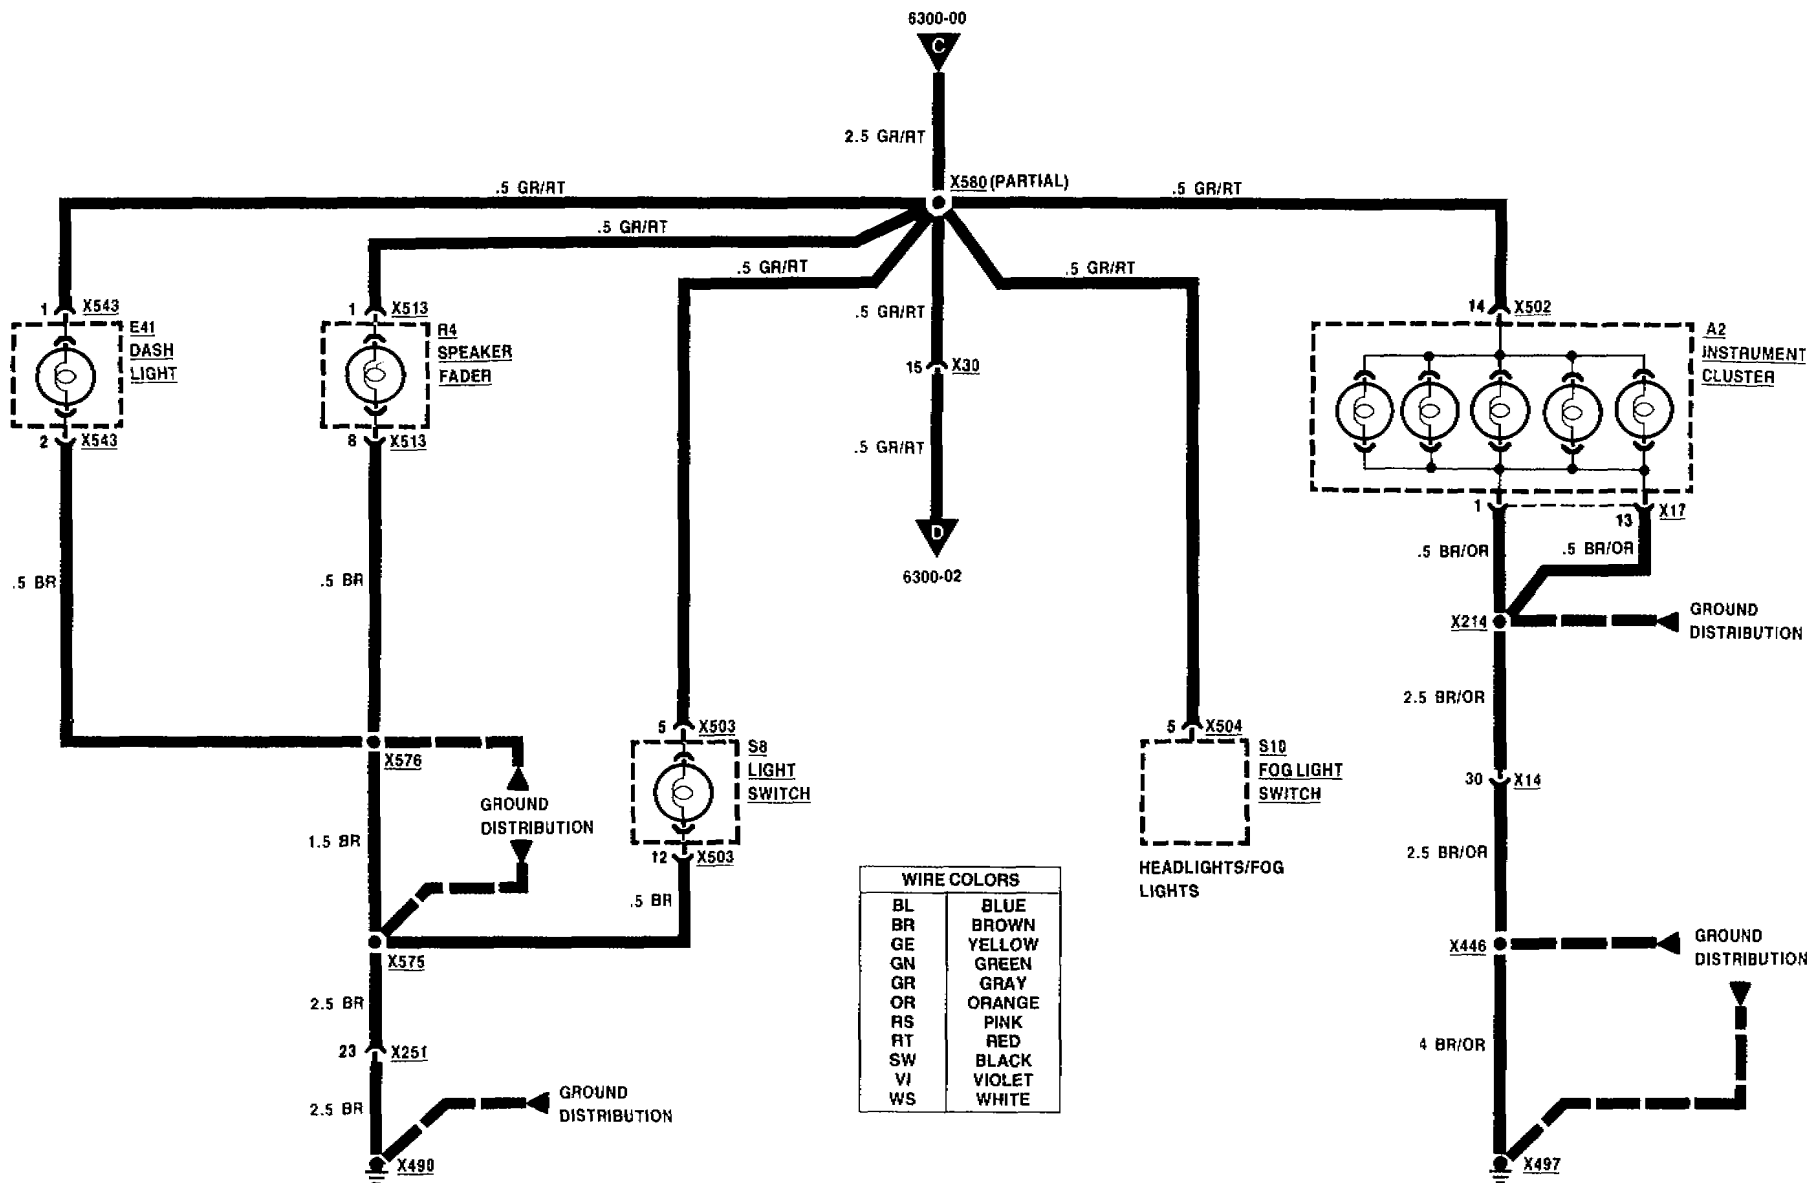 6300-00
C
2.5 GR/RT
X580 (PARTIAL)
.5 GR/RT
.5 GR/RT
.5 GR/RT
.5 GR/RT
.5 GR/RT
.5 GR/RT
1 X543
E41
DASH
LIGHT
2 X543
1 X513
R4
SPEAKER
FADER
8 X513
15 X30
.5 GR/RT
D
6300-02
14 X502
A2
INSTRUMENT
CLUSTER
1
13 X17
.5 BR/OR
.5 BR/OR
X214
GROUND
DISTRIBUTION
.5 BR
.5 BR
2.5 BR/OR
X576
GROUND
DISTRIBUTION
5 X503
S8
LIGHT
SWITCH
12 X503
5 X504
S10
FOG LIGHT
SWITCH
HEADLIGHTS/FOG
LIGHTS
30 X14
1.5 BR
2.5 BR/OR
.5 BR
X575
X446
GROUND
DISTRIBUTION
2.5 BR
23 X251
2.5 BR
GROUND
DISTRIBUTION
X490
4 BR/OR
X497
WIRE COLORS
BL BLUE
BR BROWN
GE YELLOW
GN GREEN
GR GRAY
OR ORANGE
RS PINK
RT RED
SW BLACK
VI VIOLET
WS WHITE